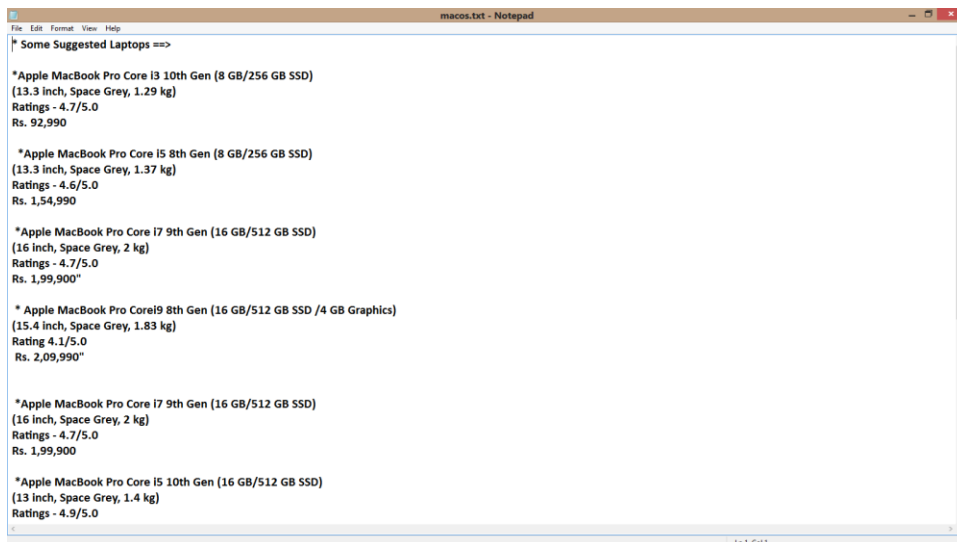 macos.txt - Notepad
File Edit Format View Help
* Some Suggested Laptops ==>
*Apple MacBook Pro Core i3 10th Gen (8 GB/256 GB SSD)
(13.3 inch, Space Grey, 1.29 kg)
Ratings - 4.7/5.0
Rs. 92,990
*Apple MacBook Pro Core i5 8th Gen (8 GB/256 GB SSD)
(13.3 inch, Space Grey, 1.37 kg)
Ratings - 4.6/5.0
Rs. 1,54,990
*Apple MacBook Pro Core i7 9th Gen (16 GB/512 GB SSD)
(16 inch, Space Grey, 2 kg)
Ratings - 4.7/5.0
Rs. 1,99,900"
* Apple MacBook Pro Corei9 8th Gen (16 GB/512 GB SSD /4 GB Graphics)
(15.4 inch, Space Grey, 1.83 kg)
Rating 4.1/5.0
Rs. 2,09,990"
*Apple MacBook Pro Core i7 9th Gen (16 GB/512 GB SSD)
(16 inch, Space Grey, 2 kg)
Ratings - 4.7/5.0
Rs. 1,99,900
*Apple MacBook Pro Core i5 10th Gen (16 GB/512 GB SSD)
(13 inch, Space Grey, 1.4 kg)
Ratings - 4.9/5.0